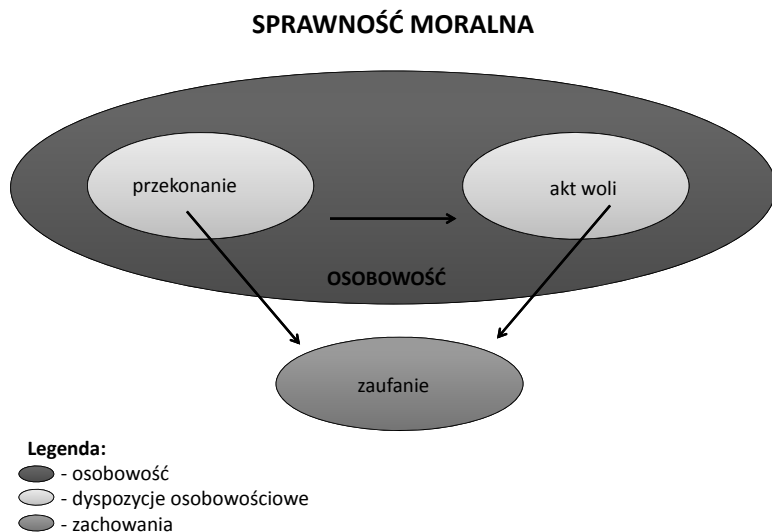 SPRAWNOŚĆ MORALNA
przekonanie
akt woli
OSOBOWOŚĆ
zaufanie
Legenda:
- osobowość
- dyspozycje osobowościowe
- zachowania